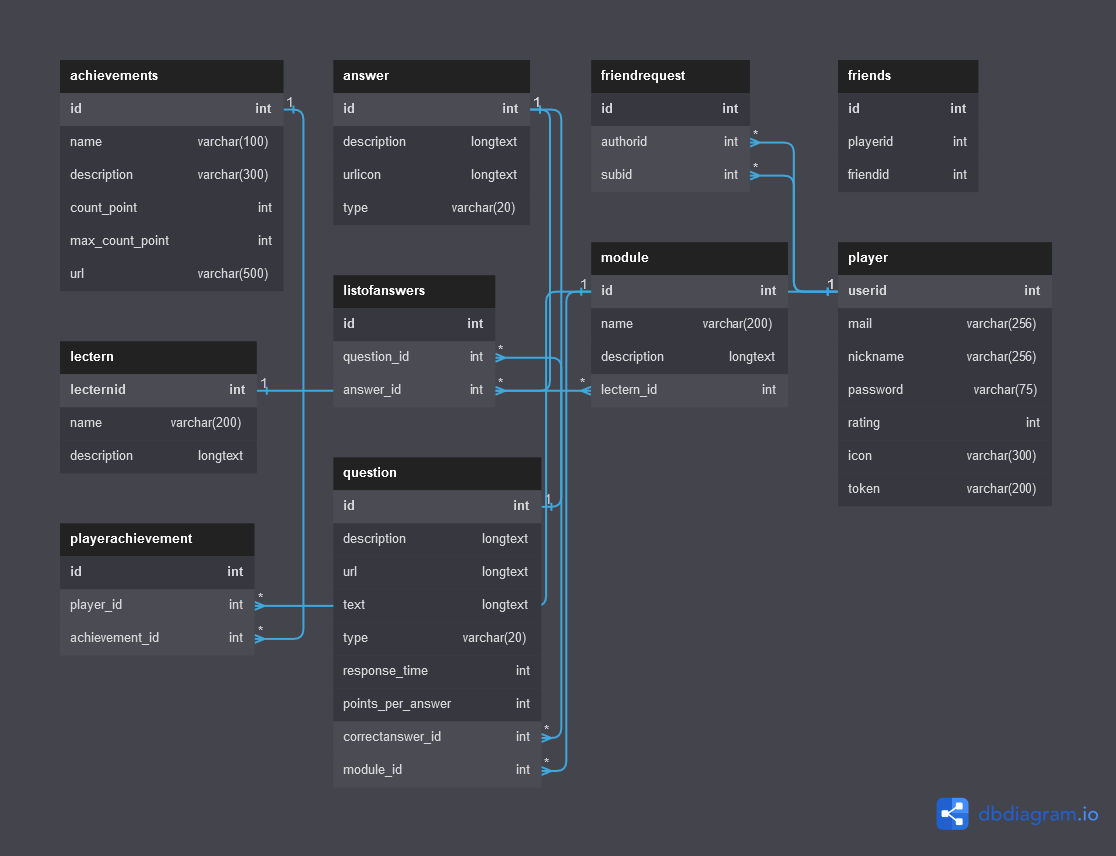 achievements
id int 1
name varchar(100)
description varchar(300)
count_point int
max_count_point int
url varchar(500)
answer
id int 1
description longtext
urlicon longtext
type varchar(20)
friendrequest
id int
authorid int *
subid int *
friends
id int
playerid int
friendid int
listofanswers
id int
question_id int *
answer_id int *
module
1 id int
name varchar(200)
description longtext
* lectern_id int
player
1 userid int
mail varchar(256)
nickname varchar(256)
password varchar(75)
rating int
icon varchar(300)
token varchar(200)
lectern
lecternid int 1
name varchar(200)
description longtext
question
id int 1
description longtext
url longtext
text longtext
type varchar(20)
response_time int
points_per_answer int
correctanswer_id int *
module_id int *
playerachievement
id int
player_id int *
achievement_id int *
dbdiagram.io